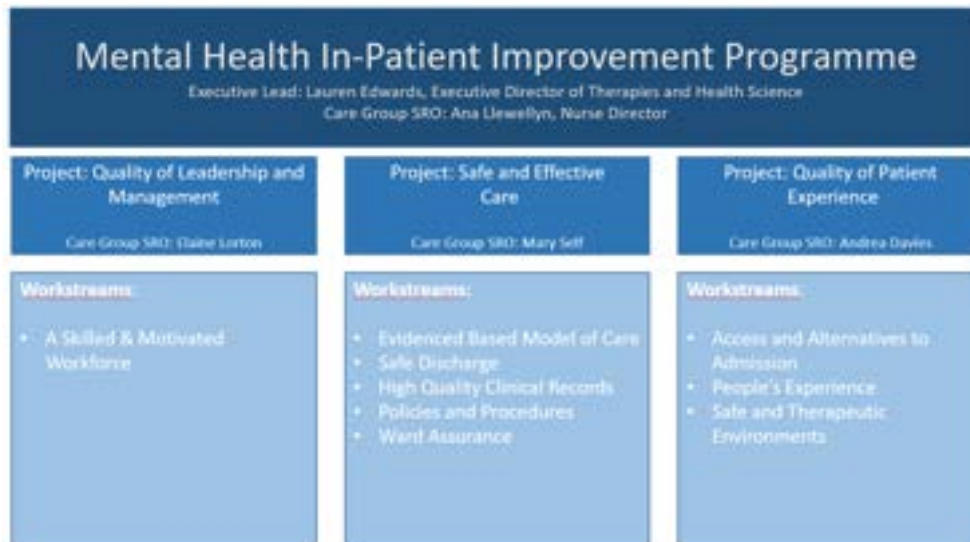 Mental Health In-Patient Improvement Programme
Executive Lead: Lauren Edwards, Executive Director of Therapies and Health Science
Care Group SRO: Ana Llewellyn, Nurse Director
Project: Quality of Leadership and
Management
Care Group SRO: Elaine Lorton
Workstreams:
• A Skilled & Motivated
Workforce
Project: Safe and Effective
Care
Care Group SRO: Mary Self
Workstreams:
• Evidenced Based Model of Care
• Safe Discharge
• High Quality Clinical Records
• Policies and Procedures
• Ward Assurance
Project: Quality of Patient
Experience
Care Group SRO: Andrea Davies
Workstreams:
• Access and Alternatives to
Admission
• People's Experience
• Safe and Therapeutic
Environments